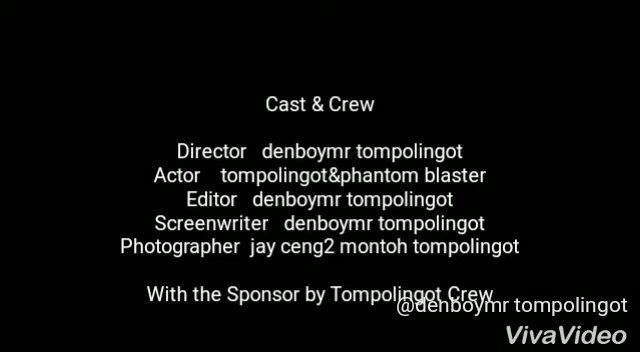 Cast & Crew
Director denboymr tompolingot
Actor tompolingot&phantom blaster
Editor denboymr tompolingot
Screenwriter denboymr tompolingot
Photographer jay ceng2 montoh tompolingot
With the Sponsor by Tompolingot Crew
@denboymr tompolingot
VivaVideo